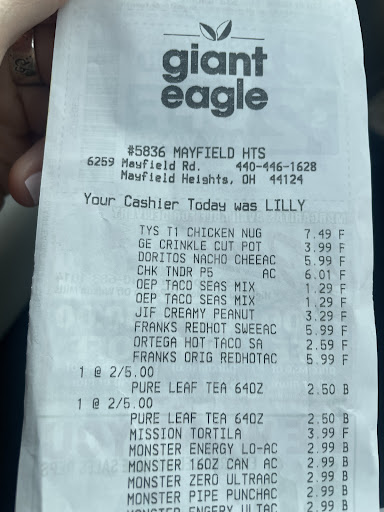 giant
eagle
#5836 MAYFIELD HTS
6259 Mayfield Rd. 440-446-1628
Mayfield Heights, OH 44124
Your Cashier Today was LILLY
TYS T1 CHICKEN NUG 7.49 F
GE CRINKLE CUT POT 3.99 F
DORITOS NACHO CHEEAC 5.99 F
CHK TNDR P5 AC 6.01 F
OEP TACO SEAS MIX 1.29 F
OEP TACO SEAS MIX 1.29 F
JIF CREAMY PEANUT 3.29 F
FRANKS REDHOT SWEEAC 5.99 F
ORTEGA HOT TACO SA 2.59 F
FRANKS ORIG REDHOTAC 5.99 F
1 @ 2/5.00
PURE LEAF TEA 64OZ 2.50 B
1 @ 2/5.00
PURE LEAF TEA 64OZ 2.50 B
MISSION TORTILA 3.99 F
MONSTER ENERGY LO-AC 2.99 B
MONSTER 16OZ CAN AC 2.99 B
MONSTER ZERO ULTRAAC 2.99 B
MONSTER PIPE PUNCHAC 2.99 B
MONSTER ENGERY ULTAC 2.99 B